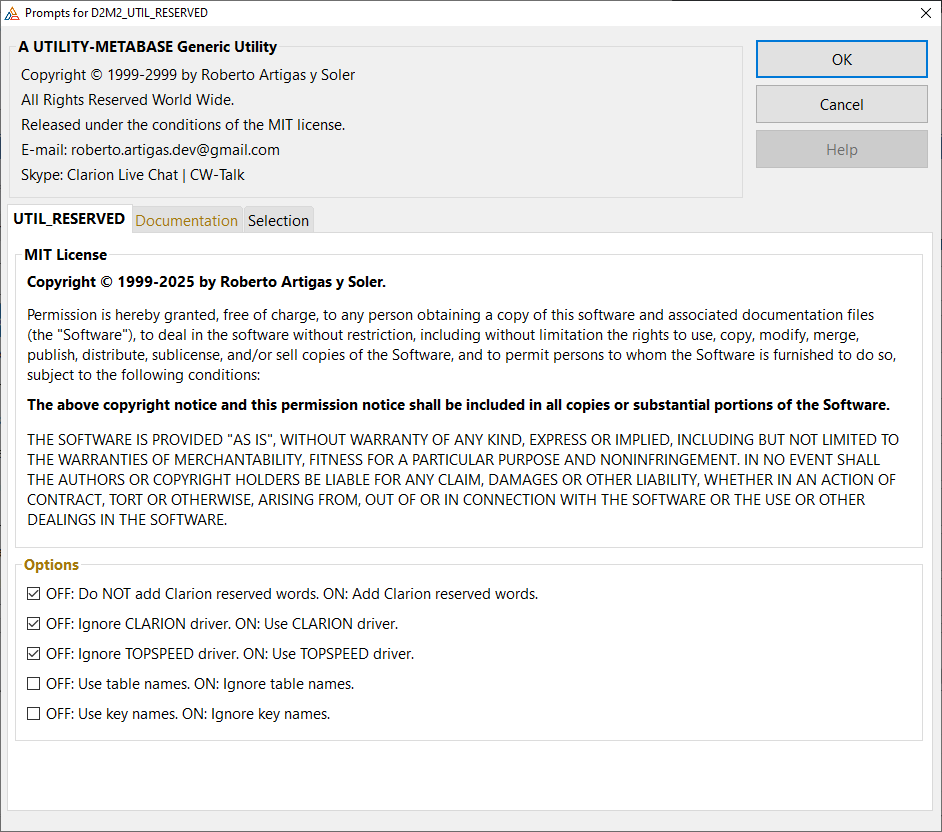 Prompts for D2M2_UTIL_RESERVED
A UTILITY-METABASE Generic Utility
Copyright © 1999-2999 by Roberto Artigas y Soler
All Rights Reserved World Wide.
Released under the conditions of the MIT license.
E-mail: roberto.artigas.dev@gmail.com
Skype: Clarion Live Chat | CW-Talk
OK
Cancel
Help
UTIL_RESERVED Documentation Selection
MIT License
Copyright © 1999-2025 by Roberto Artigas y Soler.
Permission is hereby granted, free of charge, to any person obtaining a copy of this software and associated documentation files
(the "Software"), to deal in the software without restriction, including without limitation the rights to use, copy, modify, merge,
publish, distribute, sublicense, and/or sell copies of the Software, and to permit persons to whom the Software is furnished to do so,
subject to the following conditions:
The above copyright notice and this permission notice shall be included in all copies or substantial portions of the Software.
THE SOFTWARE IS PROVIDED "AS IS", WITHOUT WARRANTY OF ANY KIND, EXPRESS OR IMPLIED, INCLUDING BUT NOT LIMITED TO
THE WARRANTIES OF MERCHANTABILITY, FITNESS FOR A PARTICULAR PURPOSE AND NONINFRINGEMENT. IN NO EVENT SHALL
THE AUTHORS OR COPYRIGHT HOLDERS BE LIABLE FOR ANY CLAIM, DAMAGES OR OTHER LIABILITY, WHETHER IN AN ACTION OF
CONTRACT, TORT OR OTHERWISE, ARISING FROM, OUT OF OR IN CONNECTION WITH THE SOFTWARE OR THE USE OR OTHER
DEALINGS IN THE SOFTWARE.
Options
OFF: Do NOT add Clarion reserved words. ON: Add Clarion reserved words.
OFF: Ignore CLARION driver. ON: Use CLARION driver.
OFF: Ignore TOPSPEED driver. ON: Use TOPSPEED driver.
OFF: Use table names. ON: Ignore table names.
OFF: Use key names. ON: Ignore key names.